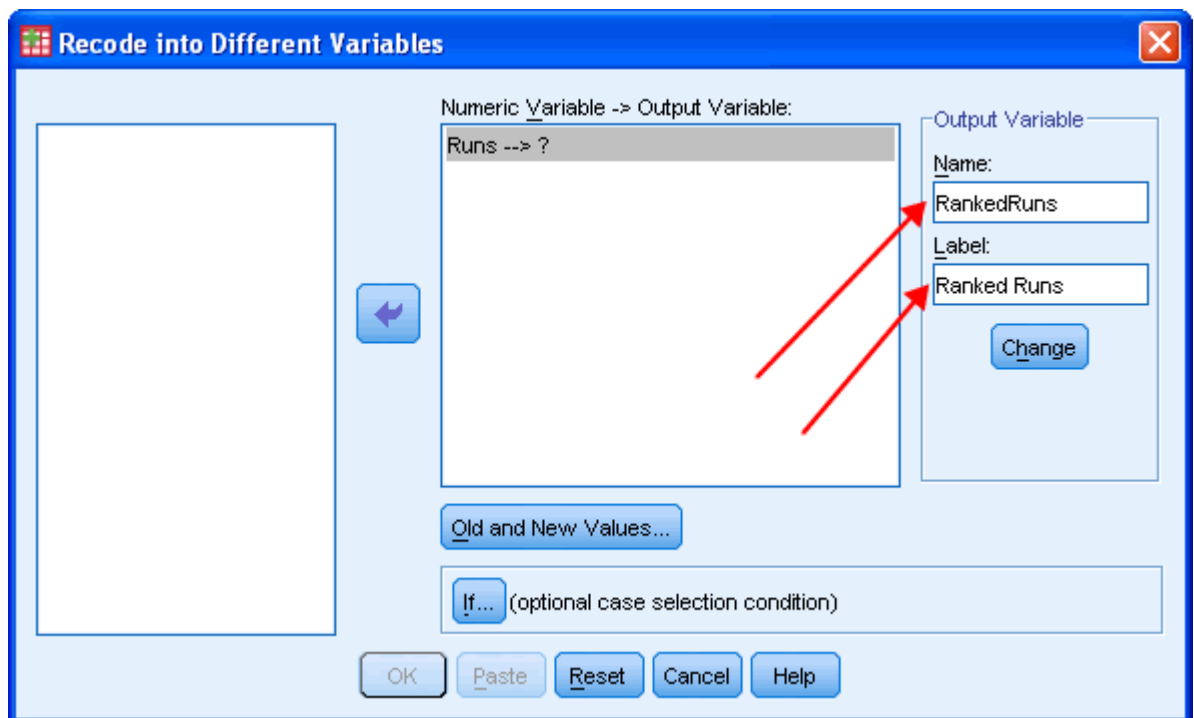 Recode into Different Variables
Numeric Variable -> Output Variable:
Runs --> ?
Output Variable
Name:
RankedRuns
Label:
Ranked Runs
Change
Old and New Values...
If... (optional case selection condition)
OK Paste Reset Cancel Help